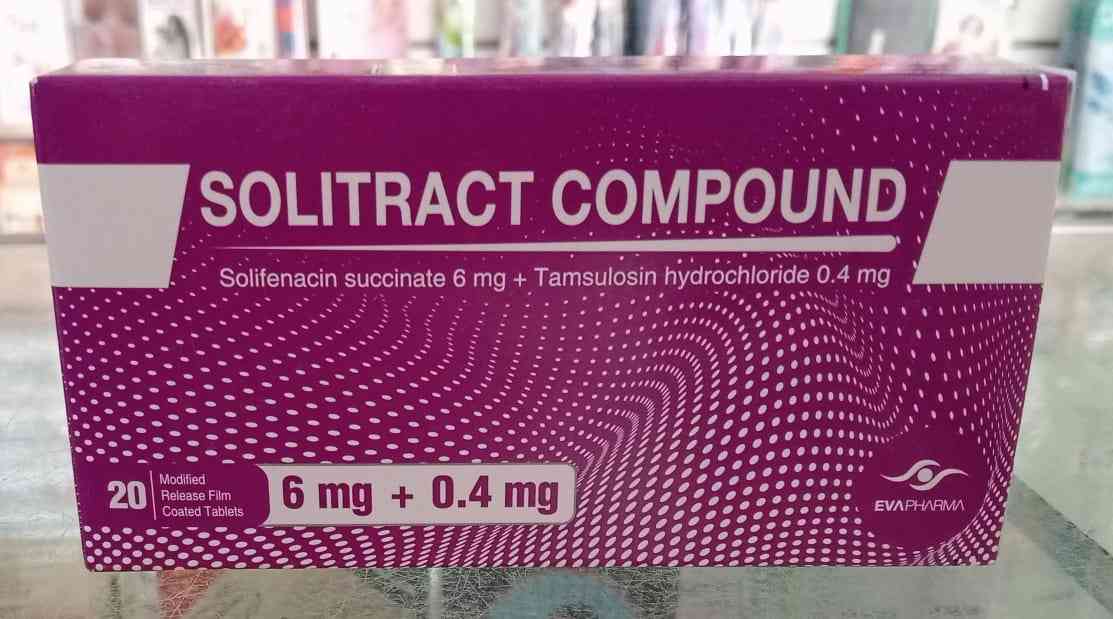 SOLITRACT COMPOUND
Solifenacin succinate 6 mg + Tamsulosin hydrochloride 0.4 mg
20
Modified
Release Film
Coated Tablets
6 mg + 0.4 mg
EVAPHARMA